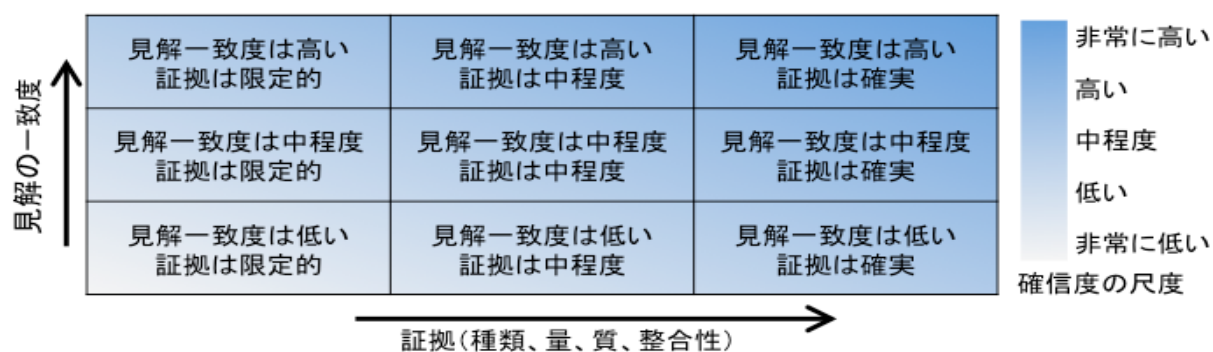 見解の一致度
見解一致度は高い
証拠は限定的
見解一致度は高い
証拠は中程度
見解一致度は高い
証拠は確実
見解一致度は中程度
証拠は限定的
見解一致度は中程度
証拠は中程度
見解一致度は中程度
証拠は確実
見解一致度は低い
証拠は限定的
見解一致度は低い
証拠は中程度
見解一致度は低い
証拠は確実
証拠(種類、量、質、整合性)
非常に高い
高い
中程度
低い
非常に低い
確信度の尺度